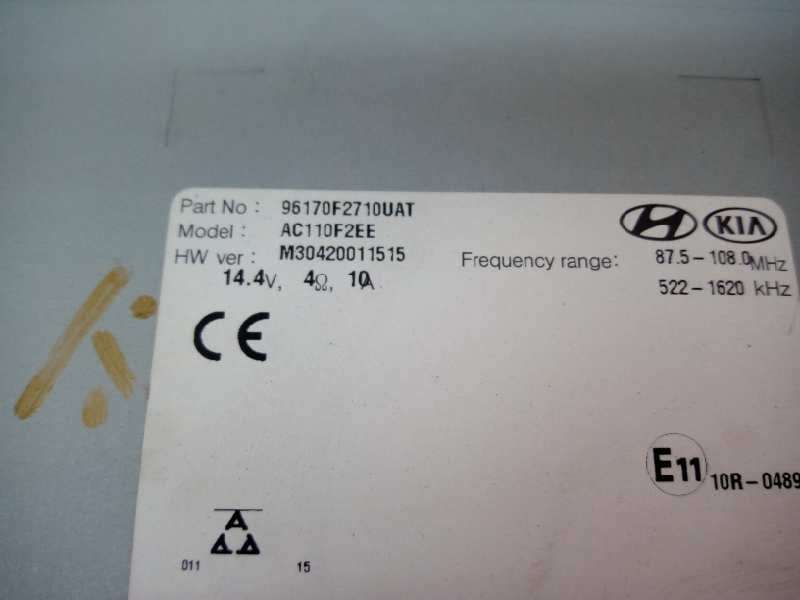 Part No : 96170F2710UAT
Model : AC110F2EE
HW ver : M30420011515
14.4V, 4Ω, 10A
KIA
Frequency range: 87.5-108.0MHz
522-1620 kHz
CE
E11 10R-0489
A
011 15